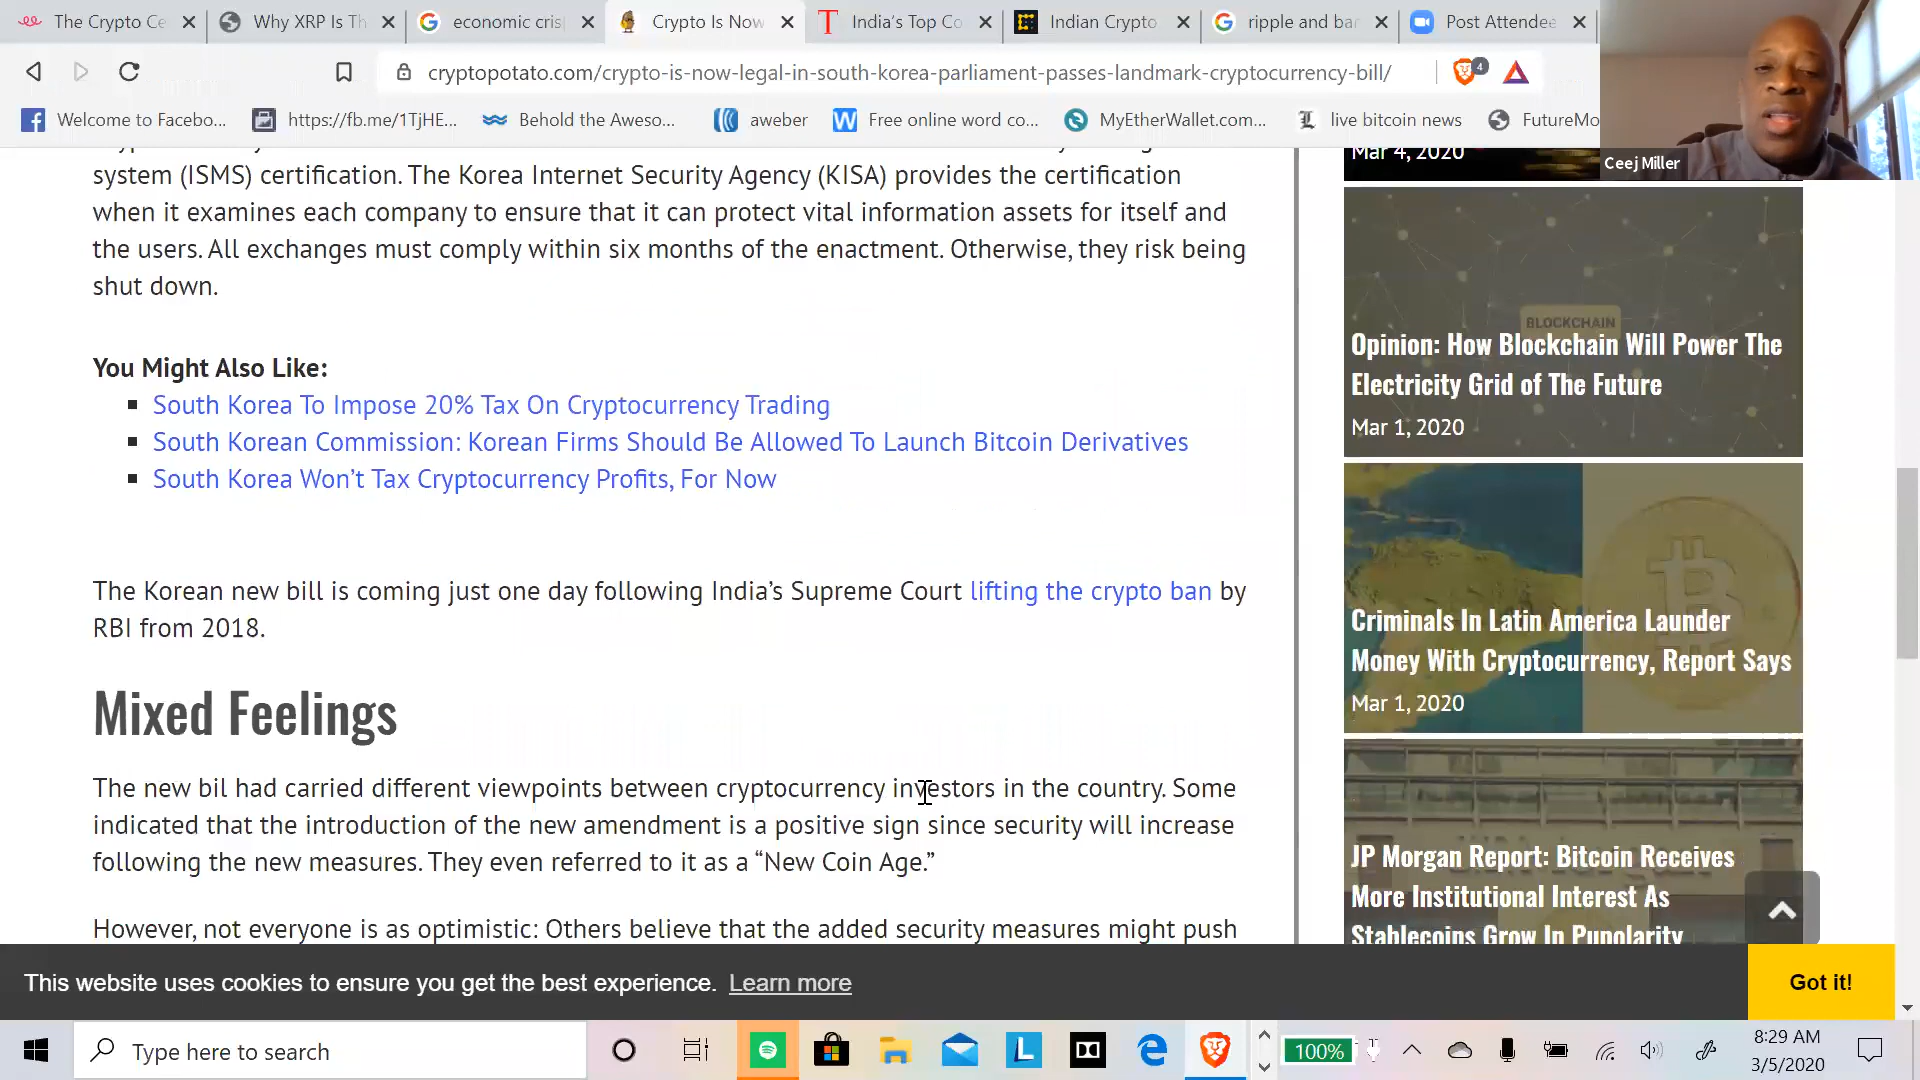 The Crypto Ce
Why XRP Is Th
economic cris
Crypto Is Now
India's Top Co
Indian Crypto
ripple and ba
Post Attendee
cryptopotato.com/crypto-is-now-legal-in-south-korea-parliament-passes-landmark-cryptocurrency-bill/
4
Welcome to Facebo...
https://fb.me/1TjHE...
Behold the Aweso...
aweber
Free online word co...
MyEtherWallet.com...
live bitcoin news
FutureMo
Ceej Miller
system (ISMS) certification. The Korea Internet Security Agency (KISA) provides the certification
when it examines each company to ensure that it can protect vital information assets for itself and
the users. All exchanges must comply within six months of the enactment. Otherwise, they risk being
shut down.
You Might Also Like:
South Korea To Impose 20% Tax On Cryptocurrency Trading
South Korean Commission: Korean Firms Should Be Allowed To Launch Bitcoin Derivatives
South Korea Won't Tax Cryptocurrency Profits, For Now
The Korean new bill is coming just one day following India's Supreme Court lifting the crypto ban by
RBI from 2018.
Mixed Feelings
The new bil had carried different viewpoints between cryptocurrency investors in the country. Some
indicated that the introduction of the new amendment is a positive sign since security will increase
following the new measures. They even referred to it as a “New Coin Age.”
However, not everyone is as optimistic: Others believe that the added security measures might push
Mar 4, 2020
BLOCKCHAIN
Opinion: How Blockchain Will Power The
Electricity Grid of The Future
Mar 1, 2020
Criminals In Latin America Launder
Money With Cryptocurrency, Report Says
Mar 1, 2020
JP Morgan Report: Bitcoin Receives
More Institutional Interest As
Stablecoins Grow In Punolarity
This website uses cookies to ensure you get the best experience. Learn more
Got it!
Type here to search
100%
8:29 AM
3/5/2020